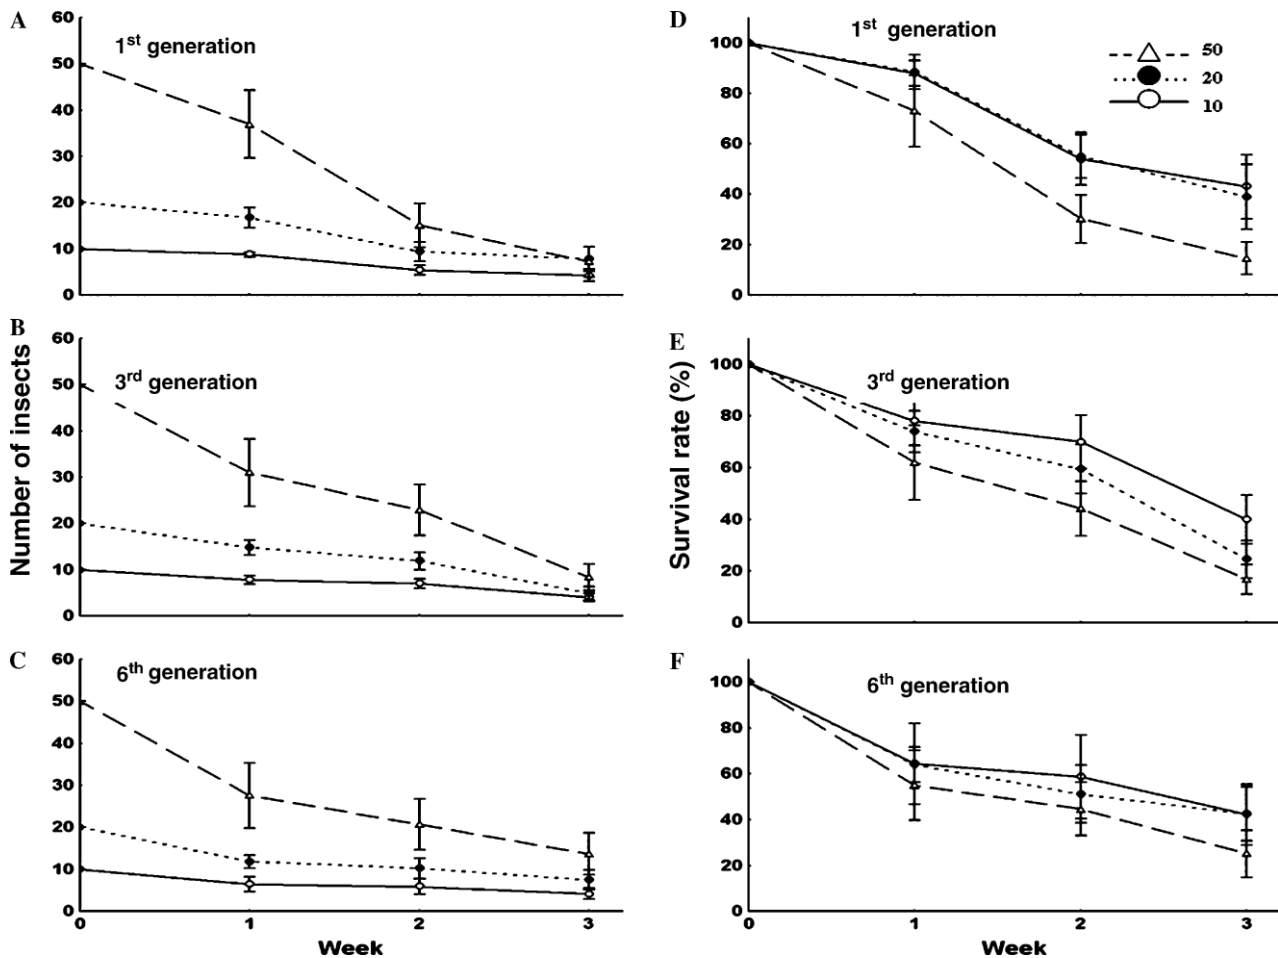 A
1st generation
60
50
40
30
20
10
0
D
1st generation
100
80
60
40
20
0
50
20
10
B
3rd generation
60
50
40
30
20
10
0
Number of insects
E
3rd generation
100
80
60
40
20
0
Survival rate (%)
C
6th generation
60
50
40
30
20
10
0
0 1 2 3
Week
F
6th generation
100
80
60
40
20
0
0 1 2 3
Week